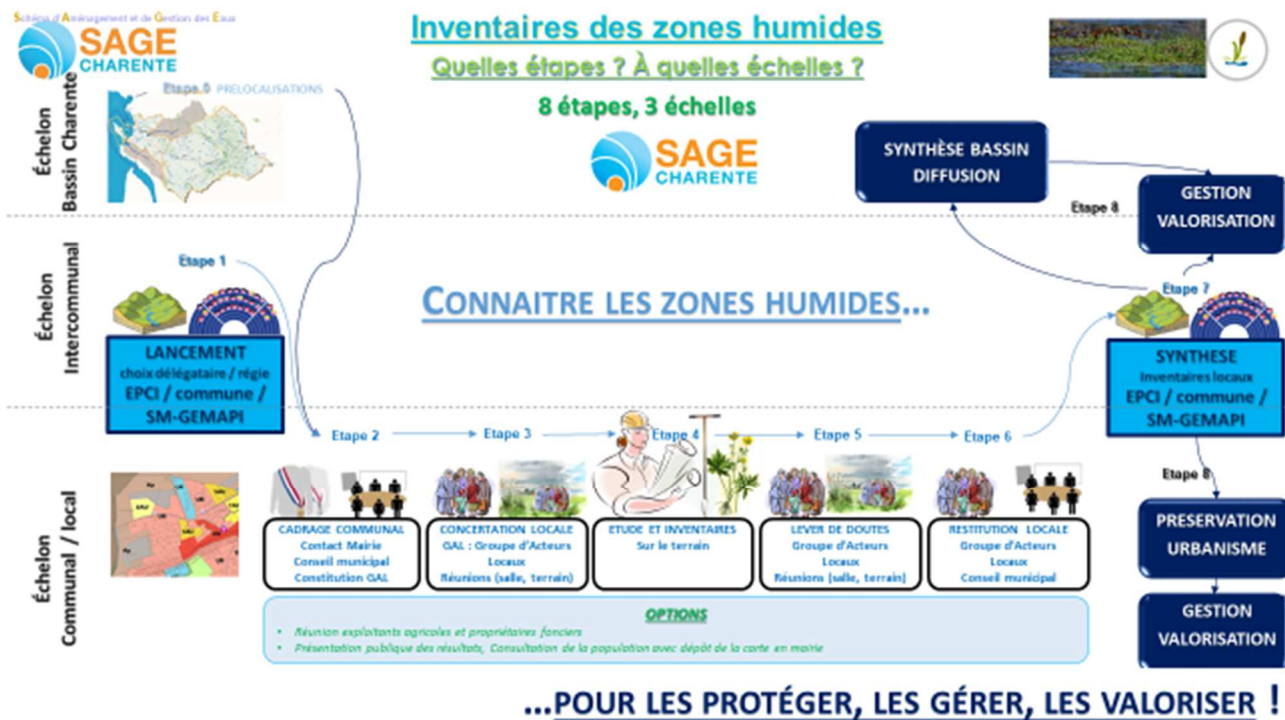 Schéma d'Aménagement et de Gestion des Eaux
SAGE
CHARENTE
Inventaires des zones humides
Quelles étapes ? À quelles échelles ?
8 étapes, 3 échelles
SAGE
CHARENTE
Échelon
Bassin Charente
Etape 0 PRELOCALISATIONS
SYNTHÈSE BASSIN
DIFFUSION
Etape 8
GESTION
VALORISATION
Échelon
Intercommunal
Etape 1
LANCEMENT
choix délégataire / régie
EPCI / commune /
SM-GEMAPI
CONNAITRE LES ZONES HUMIDES...
Etape 7
SYNTHESE
Inventaires locaux
EPCI / commune /
SM-GEMAPI
Échelon
Communal / local
Etape 2
Etape 3
Etape 4
Etape 5
Etape 6
CADRAGE COMMUNAL
Contact Mairie
Conseil municipal
Constitution GAL
CONCERTATION LOCALE
GAL : Groupe d'Acteurs
Locaux
Réunions (salle, terrain)
ETUDE ET INVENTAIRES
Sur le terrain
LEVER DE DOUTES
Groupe d'Acteurs
Locaux
Réunions (salle, terrain)
RESTITUTION LOCALE
Groupe d'Acteurs
Locaux
Conseil municipal
Etape 8
PRESERVATION
URBANISME
GESTION
VALORISATION
OPTIONS
• Réunion exploitants agricoles et propriétaires fonciers
• Présentation publique des résultats, Consultation de la population avec dépôt de la carte en mairie
...POUR LES PROTÉGER, LES GÉRER, LES VALORISER !